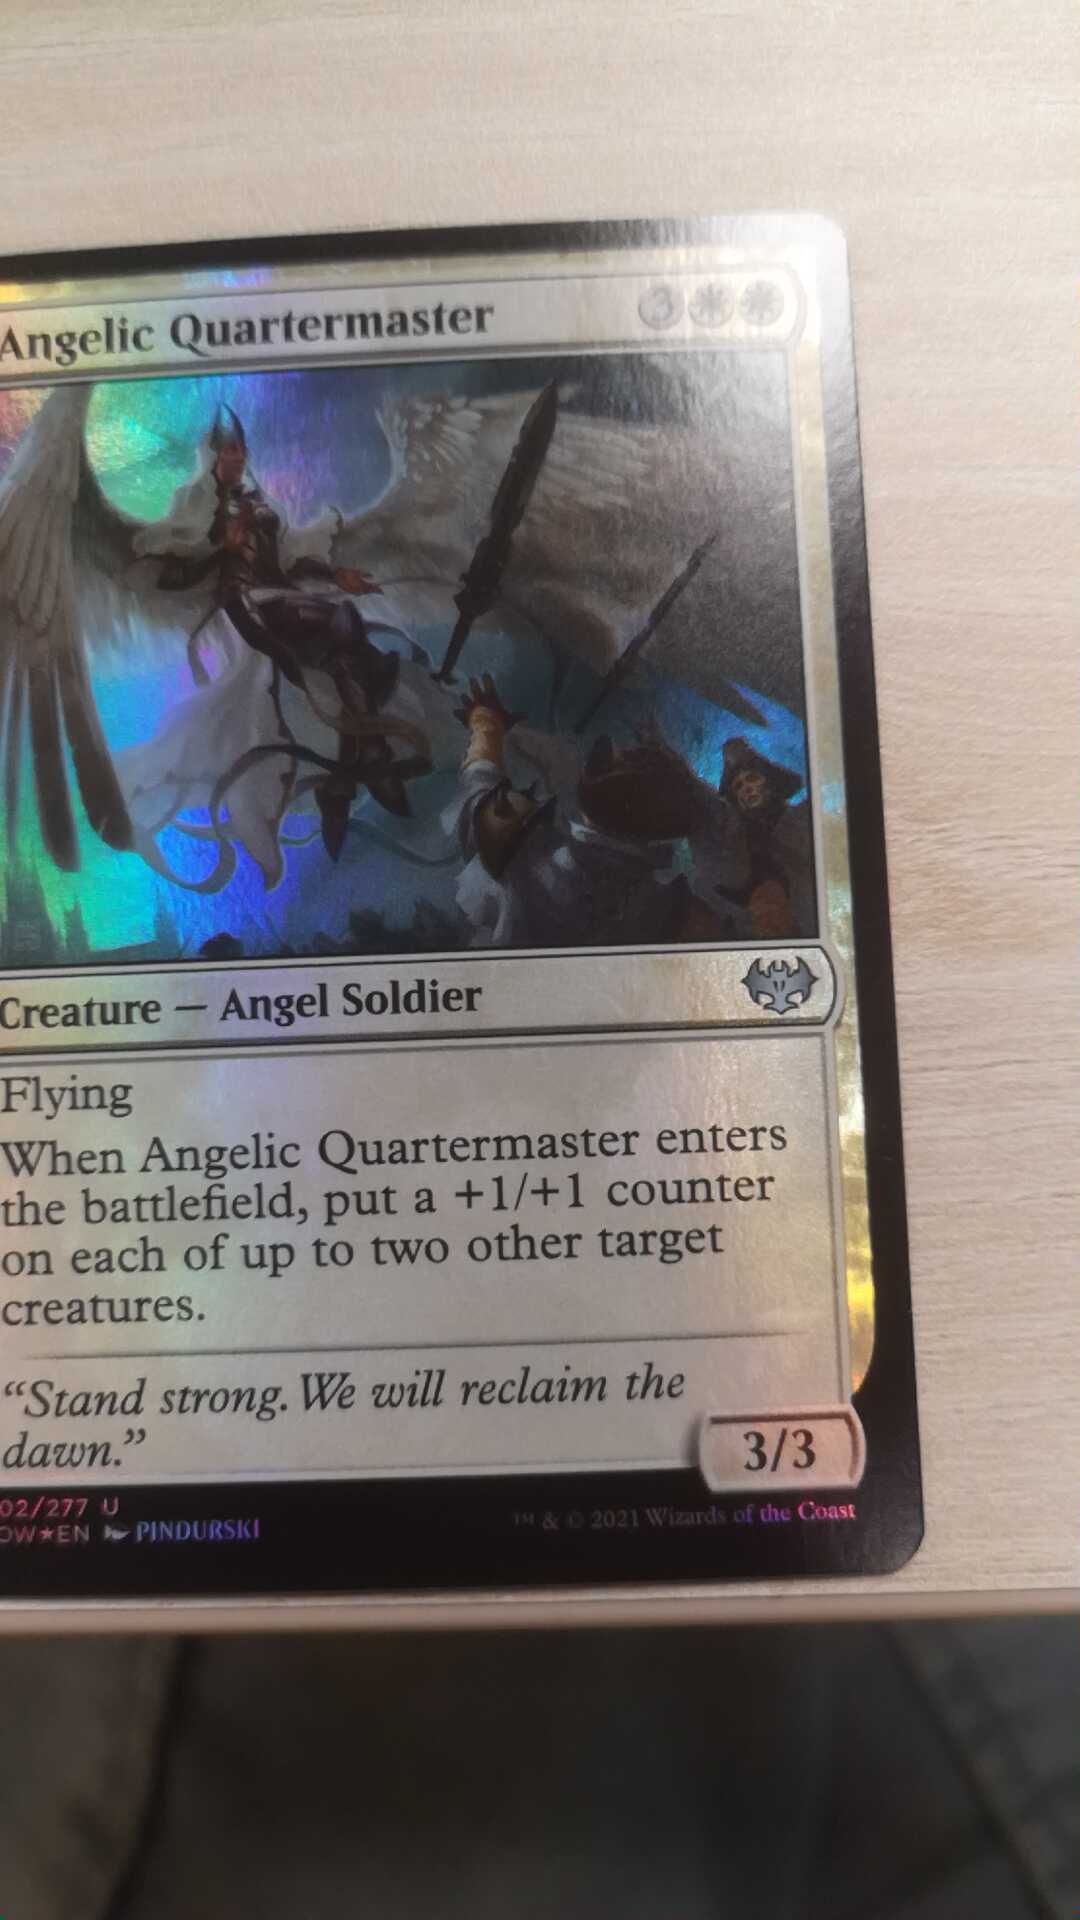 Angelic Quartermaster 3
Creature — Angel Soldier
Flying
When Angelic Quartermaster enters
the battlefield, put a +1/+1 counter
on each of up to two other target
creatures.
“Stand strong. We will reclaim the
dawn.”
3/3
02/277 U
OW★EN PINDURSKI
™ & © 2021 Wizards of the Coast